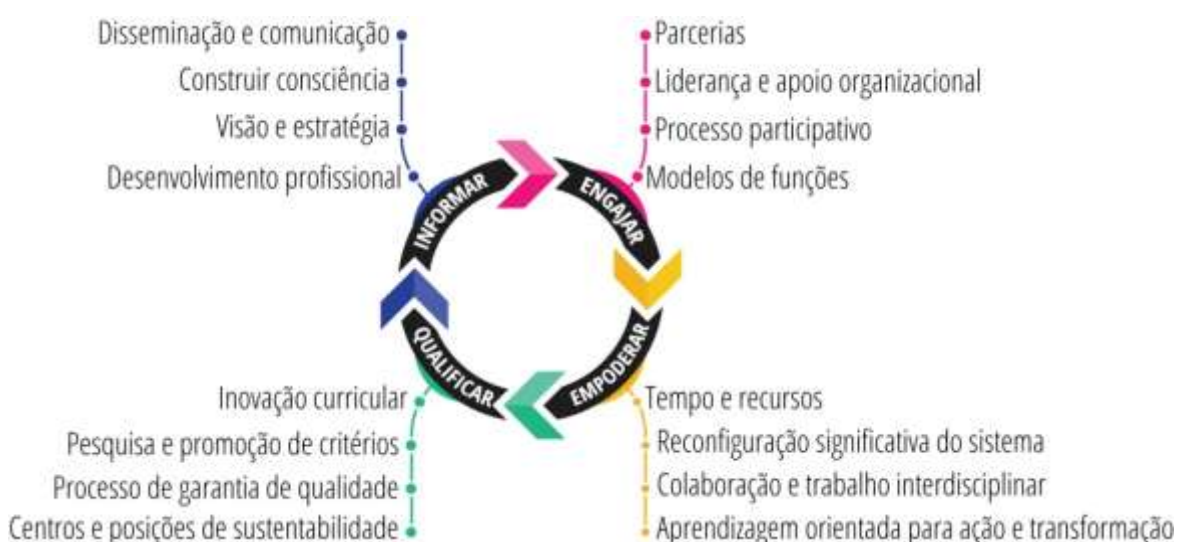 Disseminação e comunicação
Construir consciência
Visão e estratégia
Desenvolvimento profissional
Parcerias
Liderança e apoio organizacional
Processo participativo
Modelos de funções
INFORMAR
ENGAJAR
QUALIFICAR
EMPODERAR
Inovação curricular
Pesquisa e promoção de critérios
Processo de garantia de qualidade
Centros e posições de sustentabilidade
Tempo e recursos
Reconfiguração significativa do sistema
Colaboração e trabalho interdisciplinar
Aprendizagem orientada para ação e transformação